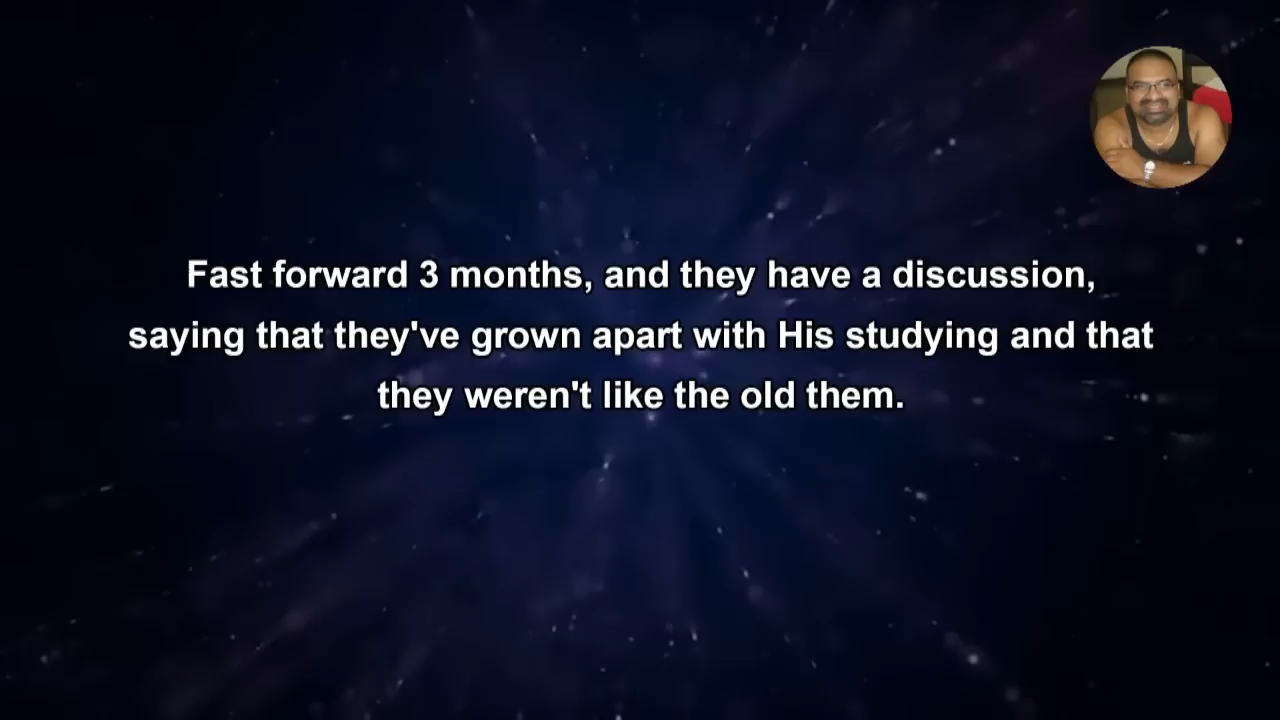 Fast forward 3 months, and they have a discussion,
saying that they've grown apart with His studying and that
they weren't like the old them.